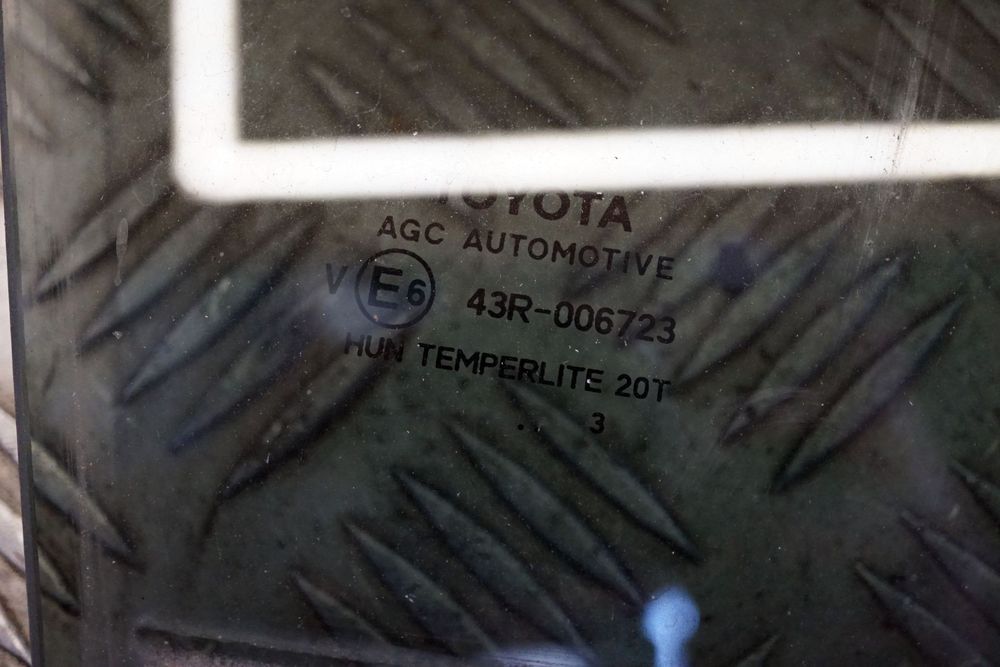 TOYOTA
AGC AUTOMOTIVE
V E6 43R-006723
HUN TEMPERLITE 20T
.. 3